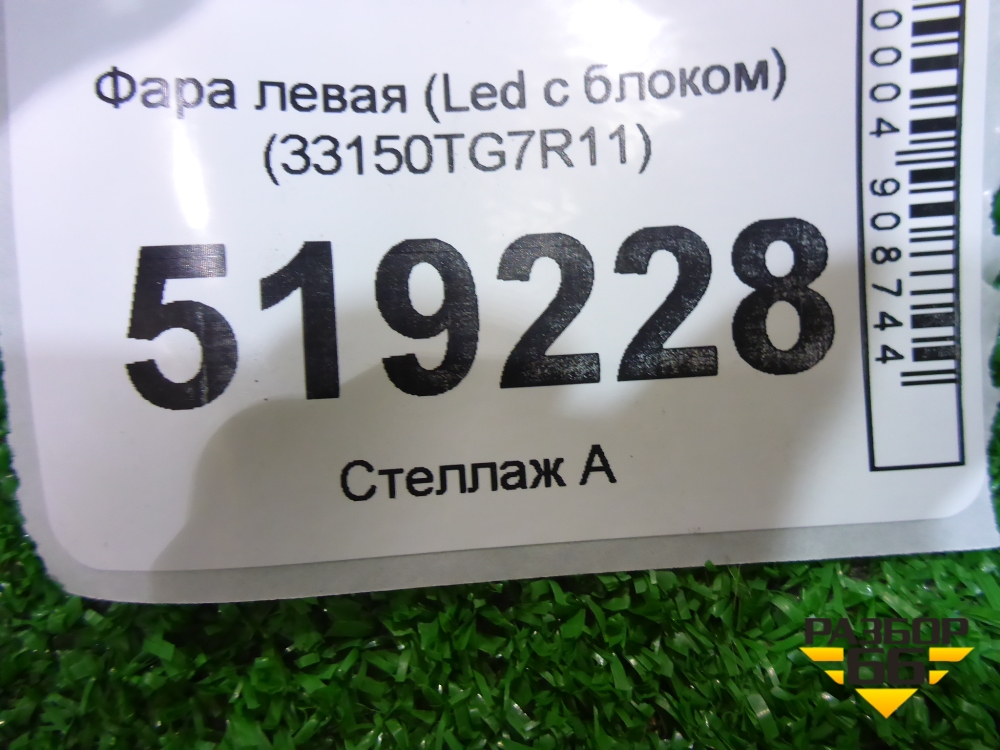 Фара левая (Led с блоком)
(33150TG7R11)
519228
Стеллаж А
0004908744
РАЗБОР
66